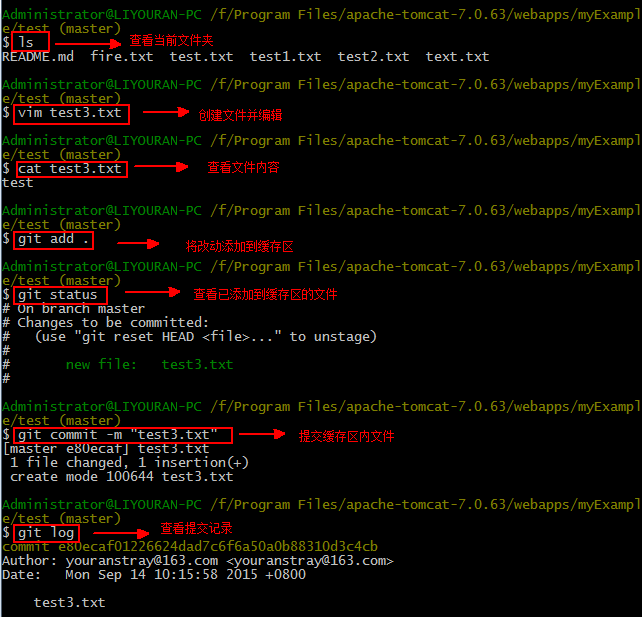 Administrator@LIYOURAN-PC /f/Program Files/apache-tomcat-7.0.63/webapps/myExampl
e/test (master)
$ ls 查看当前文件夹
README.md fire.txt test.txt test1.txt test2.txt text.txt
Administrator@LIYOURAN-PC /f/Program Files/apache-tomcat-7.0.63/webapps/myExampl
e/test (master)
$ vim test3.txt 创建文件并编辑
Administrator@LIYOURAN-PC /f/Program Files/apache-tomcat-7.0.63/webapps/myExampl
e/test (master)
$ cat test3.txt 查看文件内容
test
Administrator@LIYOURAN-PC /f/Program Files/apache-tomcat-7.0.63/webapps/myExampl
e/test (master)
$ git add . 将改动添加到缓存区
Administrator@LIYOURAN-PC /f/Program Files/apache-tomcat-7.0.63/webapps/myExampl
e/test (master)
$ git status 查看已添加到缓存区的文件
# On branch master
# Changes to be committed:
#   (use "git reset HEAD <file>..." to unstage)
#
#       new file:   test3.txt
#
Administrator@LIYOURAN-PC /f/Program Files/apache-tomcat-7.0.63/webapps/myExampl
e/test (master)
$ git commit -m "test3.txt" 提交缓存区内文件
[master e80ecaf] test3.txt
 1 file changed, 1 insertion(+)
 create mode 100644 test3.txt
Administrator@LIYOURAN-PC /f/Program Files/apache-tomcat-7.0.63/webapps/myExampl
e/test (master)
$ git log 查看提交记录
commit e80ecaf01226624dad7c6f6a50a0b88310d3c4cb
Author: youranstray@163.com <youranstray@163.com>
Date:   Mon Sep 14 10:15:58 2015 +0800
    test3.txt